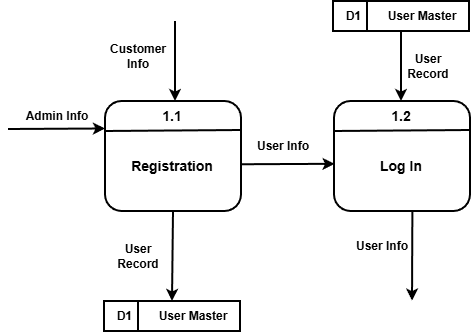 D1 User Master
Customer
Info
User
Record
Admin Info
1.1
1.2
User Info
Registration
Log In
User
Record
User Info
D1 User Master